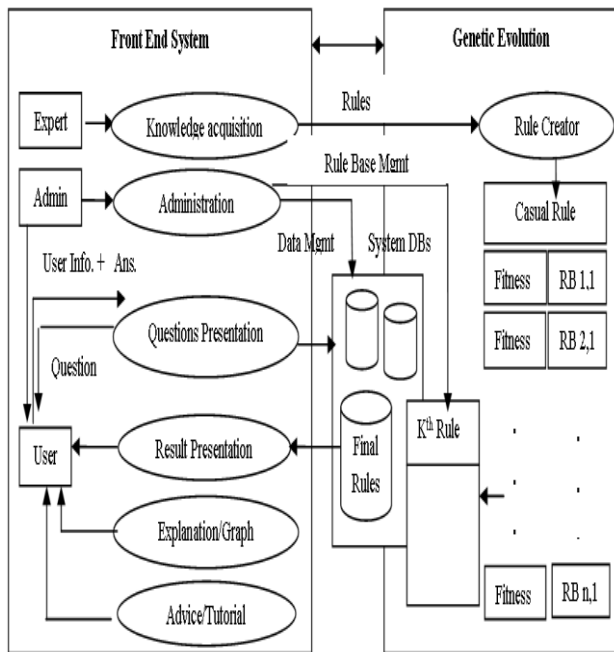 Front End System
Genetic Evolution
Expert
Knowledge acquisition
Rules
Rule Creator
Admin
Administration
Rule Base Mgmt
Casual Rule
User Info. + Ans.
Data Mgmt
System DBs
Fitness
RB 1,1
Questions Presentation
Fitness
RB 2,1
Question
User
Result Presentation
Final
Rules
Kth Rule
Explanation/Graph
Advice/Tutorial
Fitness
RB n,1